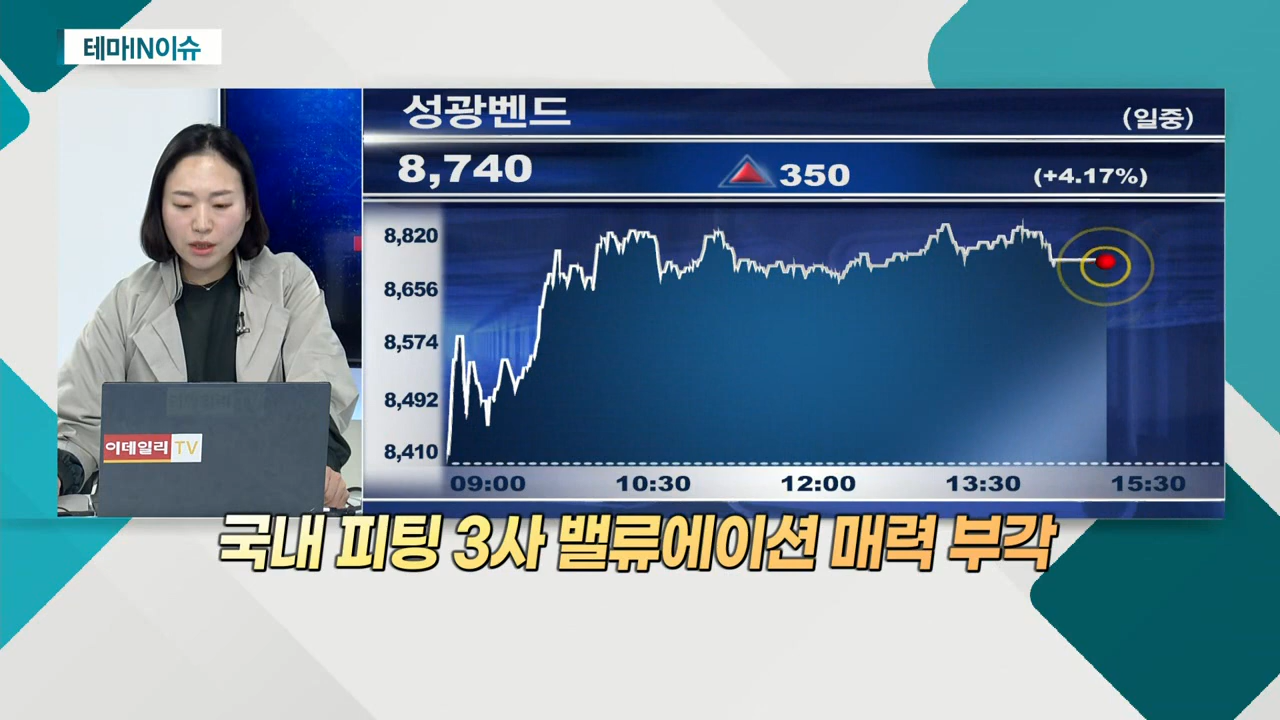 테마IN이슈
성광벤드
(일중)
8,740
350
(+4.17%)
8,820
8,656
8,574
8,492
8,410
09:00
10:30
12:00
13:30
15:30
이데일리TV
국내 피팅 3사 밸류에이션 매력 부각